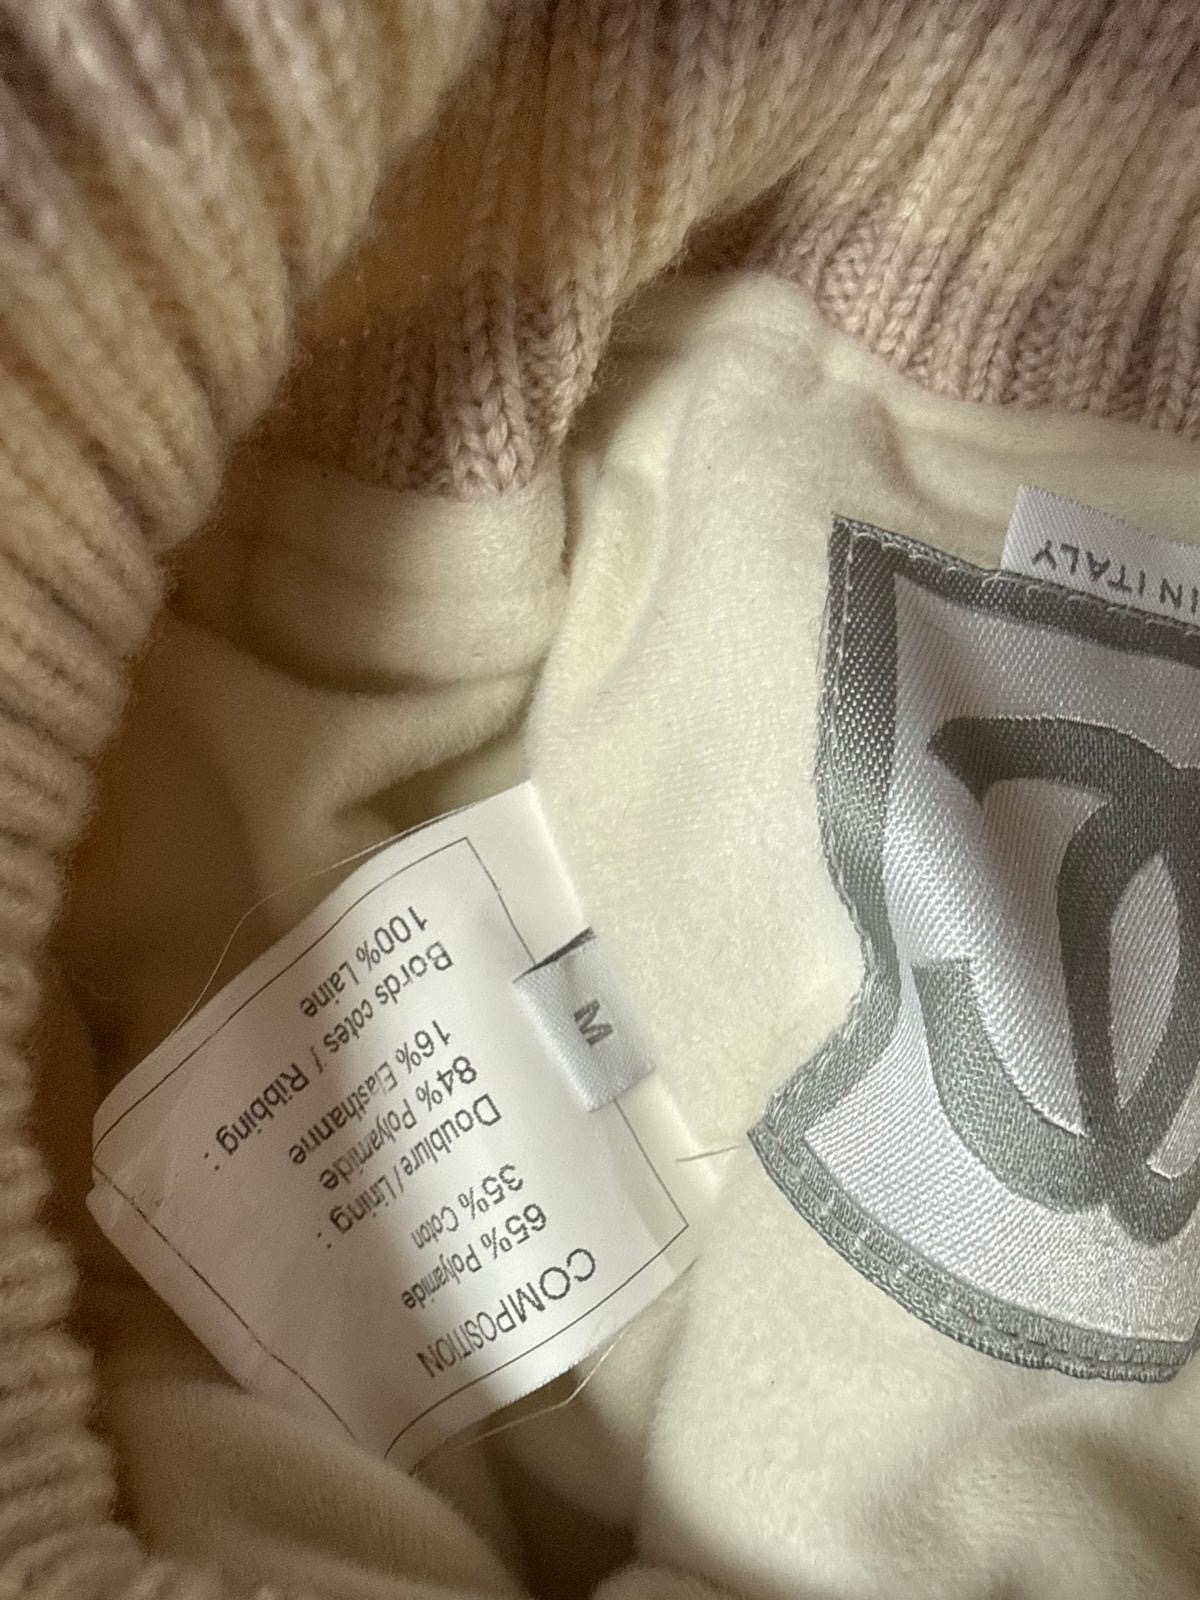 COMPOSITION
65% Polyamide
35% Coton
Doublure / Lining :
84% Polyamide
16% Elasthanne
Bords cotes / Ribbing :
100% Laine
M
IN ITALY